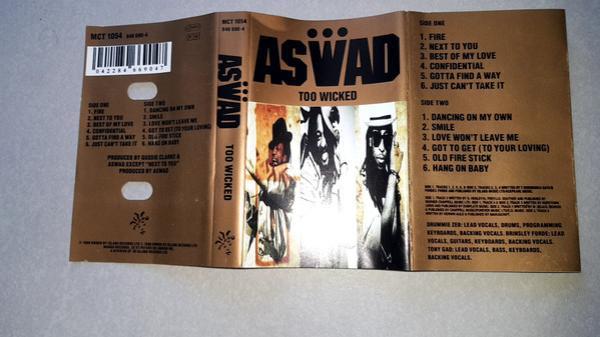 MCT 1054
846 690-4
SIDE ONE
1. FIRE
2. NEXT TO YOU
3. BEST OF MY LOVE
4. CONFIDENTIAL
5. GOTTA FIND A WAY
6. JUST CAN'T TAKE IT
SIDE TWO
1. DANCING ON MY OWN
2. SMILE
3. LOVE WON'T LEAVE ME
4. GOT TO GET (TO YOUR LOVING)
5. OLD FIRE STICK
6. HANG ON BABY
PRODUCED BY GUSSIE CLARKE &
ASWAD EXCEPT "NEXT TO YOU"
PRODUCED BY ASWAD
MCT 1054
ASWAD
TOO WICKED
ASWAD
TOO WICKED
SIDE ONE
1. FIRE
2. NEXT TO YOU
3. BEST OF MY LOVE
4. CONFIDENTIAL
5. GOTTA FIND A WAY
6. JUST CAN'T TAKE IT
SIDE TWO
1. DANCING ON MY OWN
2. SMILE
3. LOVE WON'T LEAVE ME
4. GOT TO GET (TO YOUR LOVING)
5. OLD FIRE STICK
6. HANG ON BABY
DRUMMIE ZEB: LEAD VOCALS, DRUMS, PROGRAMMING
KEYBOARDS, BACKING VOCALS. BRINSLEY FORDE: LEAD
VOCALS, GUITARS, KEYBOARDS, BACKING VOCALS.
TONY GAD: LEAD VOCALS, BASS, KEYBOARDS,
BACKING VOCALS.